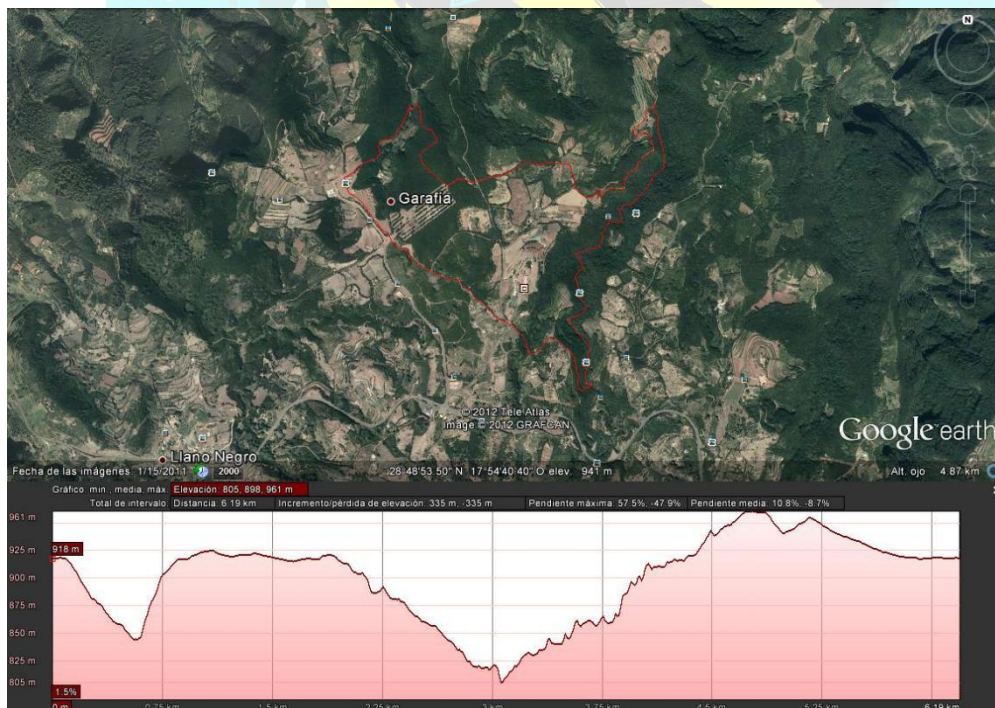 N
Garafía
© 2012 Tele Atlas
Image © 2012 GRAFCAN
Google earth
Llano Negro
Fecha de las imágenes: 1/15/2011 2000 28°48'53.50" N 17°54'40.40" O elev. 941 m Alt. ojo 4.87 km
Gráfico: mín., media, máx. Elevación: 805, 898, 961 m
Total de intervalo: Distancia: 6.19 km Incremento/pérdida de elevación: 335 m, -335 m Pendiente máxima: 57.5%, -47.9% Pendiente media: 10.8%, -8.7%
961 m
918 m
925 m
900 m
875 m
850 m
825 m
805 m
1.5%
0 m 0.75 km 1.5 km 2.25 km 3 km 3.75 km 4.5 km 5.25 km 6.19 km